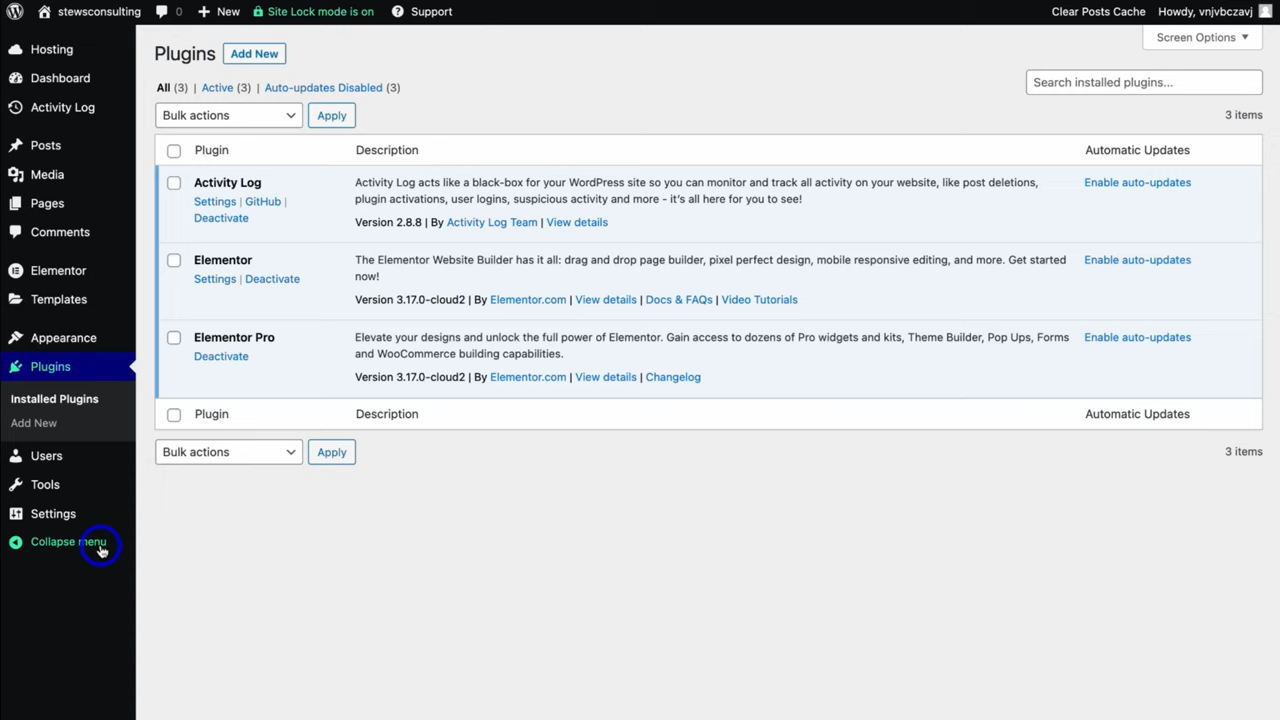 stewsconsulting 0 New Site Lock mode is on Support Clear Posts Cache Howdy, vnjvbczavj
Hosting
Dashboard
Activity Log
Posts
Media
Pages
Comments
Elementor
Templates
Appearance
Plugins
Installed Plugins
Add New
Users
Tools
Settings
Collapse menu
Screen Options
Plugins Add New
All (3) | Active (3) | Auto-updates Disabled (3)
Search installed plugins...
Bulk actions Apply
3 items
Plugin Description Automatic Updates
Activity Log
Settings | GitHub |
Deactivate
Activity Log acts like a black-box for your WordPress site so you can monitor and track all activity on your website, like post deletions,
plugin activations, user logins, suspicious activity and more - it's all here for you to see!
Version 2.8.8 | By Activity Log Team | View details
Enable auto-updates
Elementor
Settings | Deactivate
The Elementor Website Builder has it all: drag and drop page builder, pixel perfect design, mobile responsive editing, and more. Get started
now!
Version 3.17.0-cloud2 | By Elementor.com | View details | Docs & FAQs | Video Tutorials
Enable auto-updates
Elementor Pro
Deactivate
Elevate your designs and unlock the full power of Elementor. Gain access to dozens of Pro widgets and kits, Theme Builder, Pop Ups, Forms
and WooCommerce building capabilities.
Version 3.17.0-cloud2 | By Elementor.com | View details | Changelog
Enable auto-updates
Plugin Description Automatic Updates
Bulk actions Apply
3 items